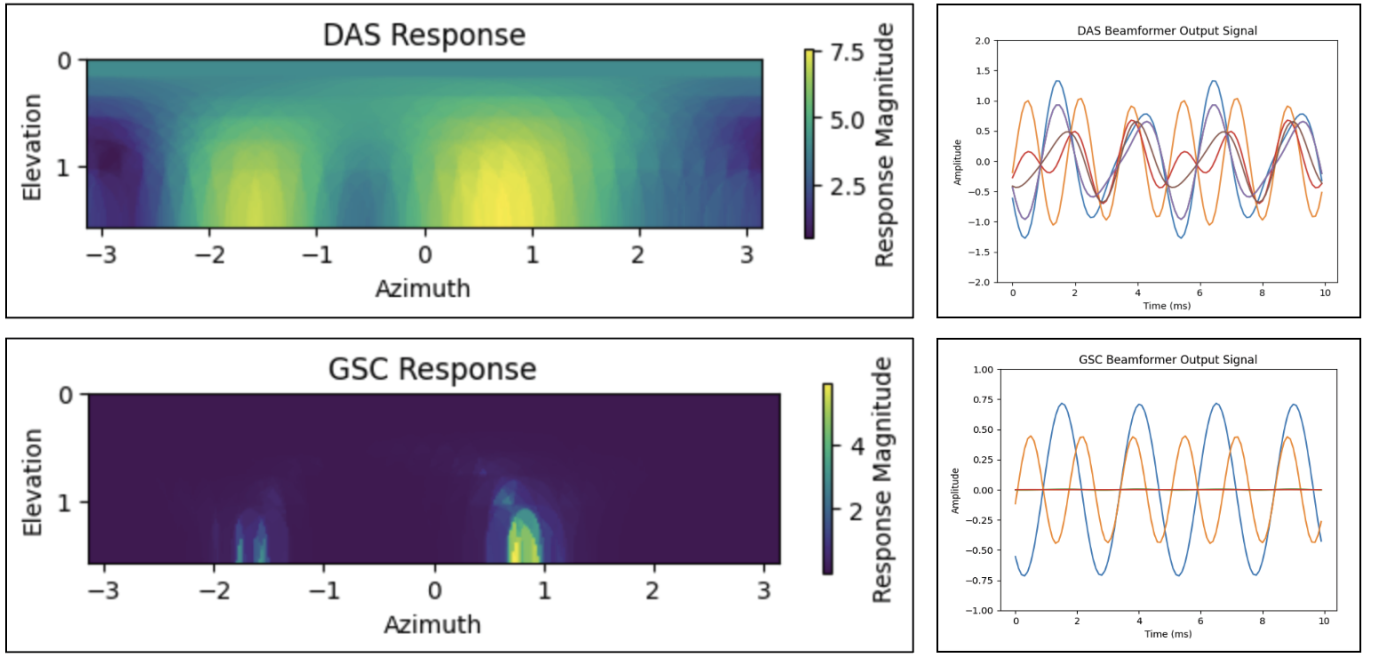 DAS Response
0
1
Elevation
−3 −2 −1 0 1 2 3
Azimuth
7.5
5.0
2.5
Response Magnitude
DAS Beamformer Output Signal
2.0
1.5
1.0
0.5
0.0
−0.5
−1.0
−1.5
−2.0
Amplitude
0 2 4 6 8 10
Time (ms)
GSC Response
0
1
Elevation
−3 −2 −1 0 1 2 3
Azimuth
4
2
Response Magnitude
GSC Beamformer Output Signal
1.00
0.75
0.50
0.25
0.00
−0.25
−0.50
−0.75
−1.00
Amplitude
0 2 4 6 8 10
Time (ms)